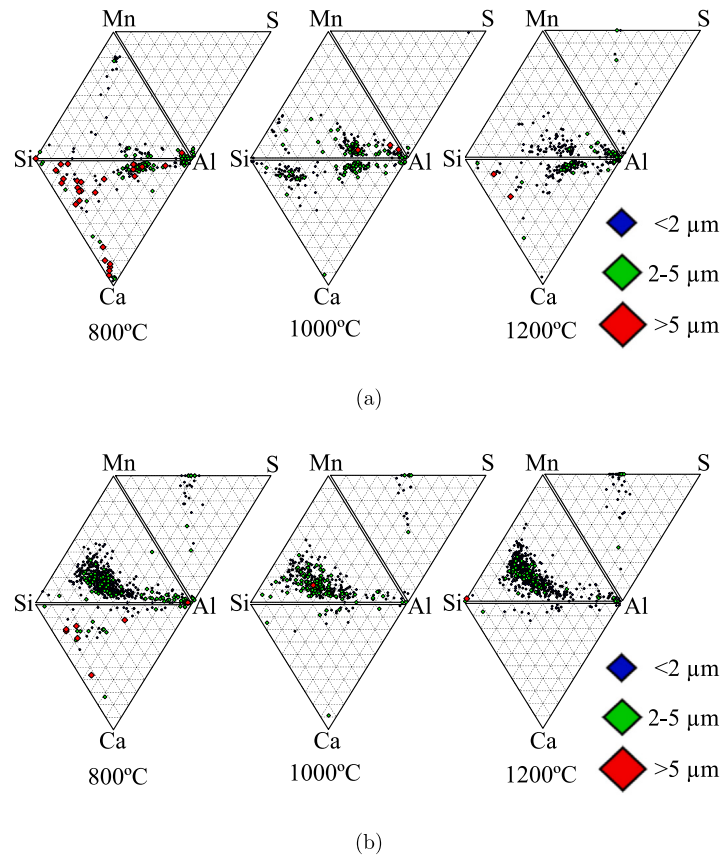 Mn S Mn S Mn S
Si Al Si Al Si Al
<2 µm
2-5 µm
Ca Ca Ca
>5 µm
800ºC 1000ºC 1200ºC
(a)
Mn S Mn S Mn S
Si Al Si Al Si Al
<2 µm
2-5 µm
Ca Ca Ca
>5 µm
800ºC 1000ºC 1200ºC
(b)